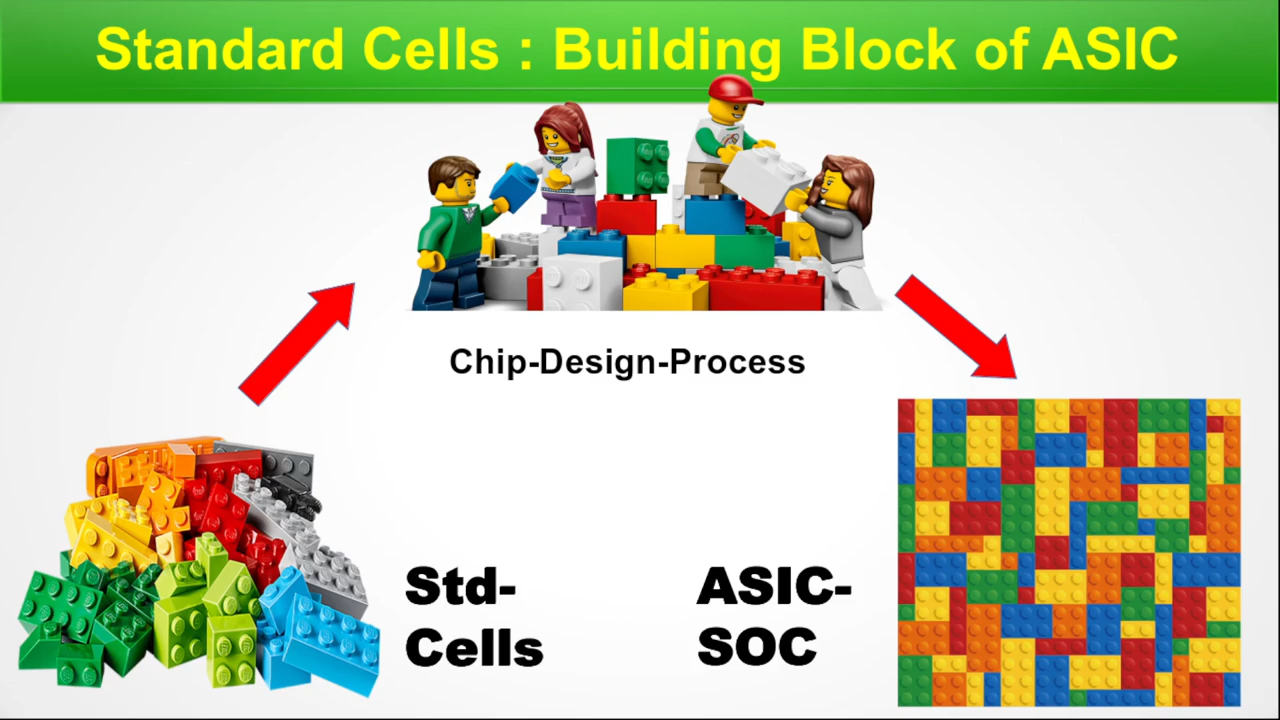 Standard Cells : Building Block of ASIC
Chip-Design-Process
Std-
Cells
ASIC-
SOC